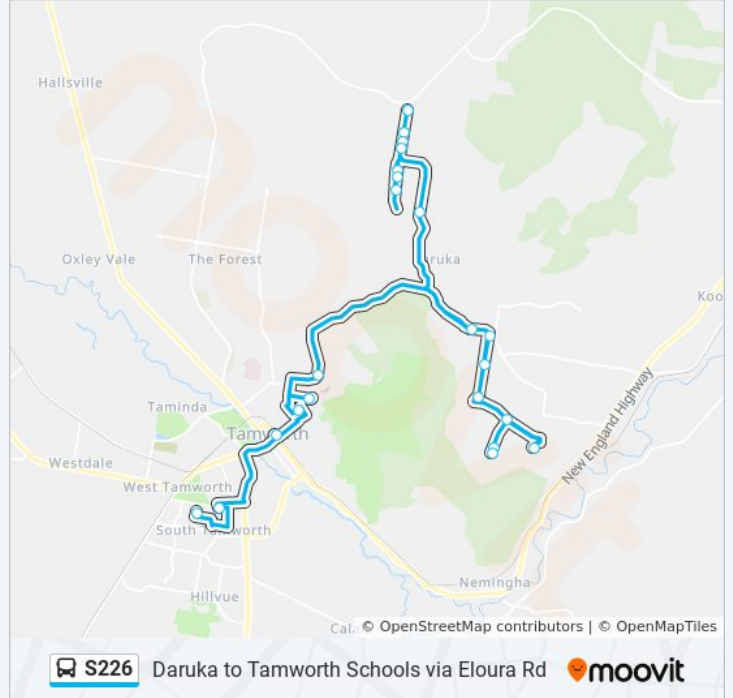 Hallsville
Oxley Vale
The Forest
aruka
Koo
Taminda
Tamworth
New England Highway
Westdale
West Tamworth
South Tamworth
Nemingha
Hillvue
Cala
© OpenStreetMap contributors | © OpenMapTiles
S226 Daruka to Tamworth Schools via Eloura Rd moovit